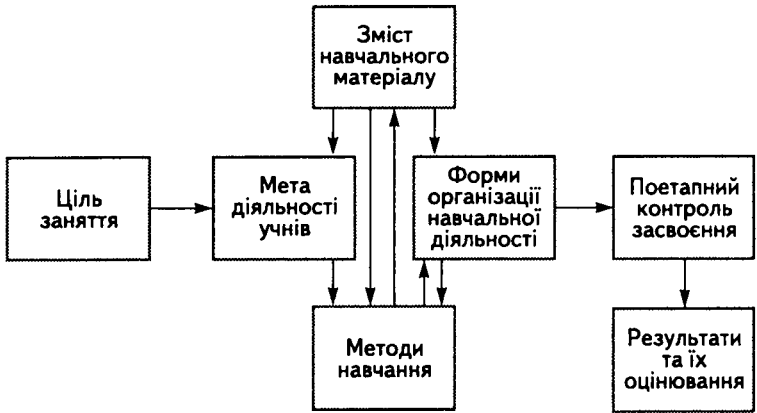 Зміст
навчального
матеріалу
Ціль
заняття
Мета
діяльності
учнів
Форми
організації
навчальної
діяльності
Поетапний
контроль
засвоєння
Методи
навчання
Результати
та їх
оцінювання